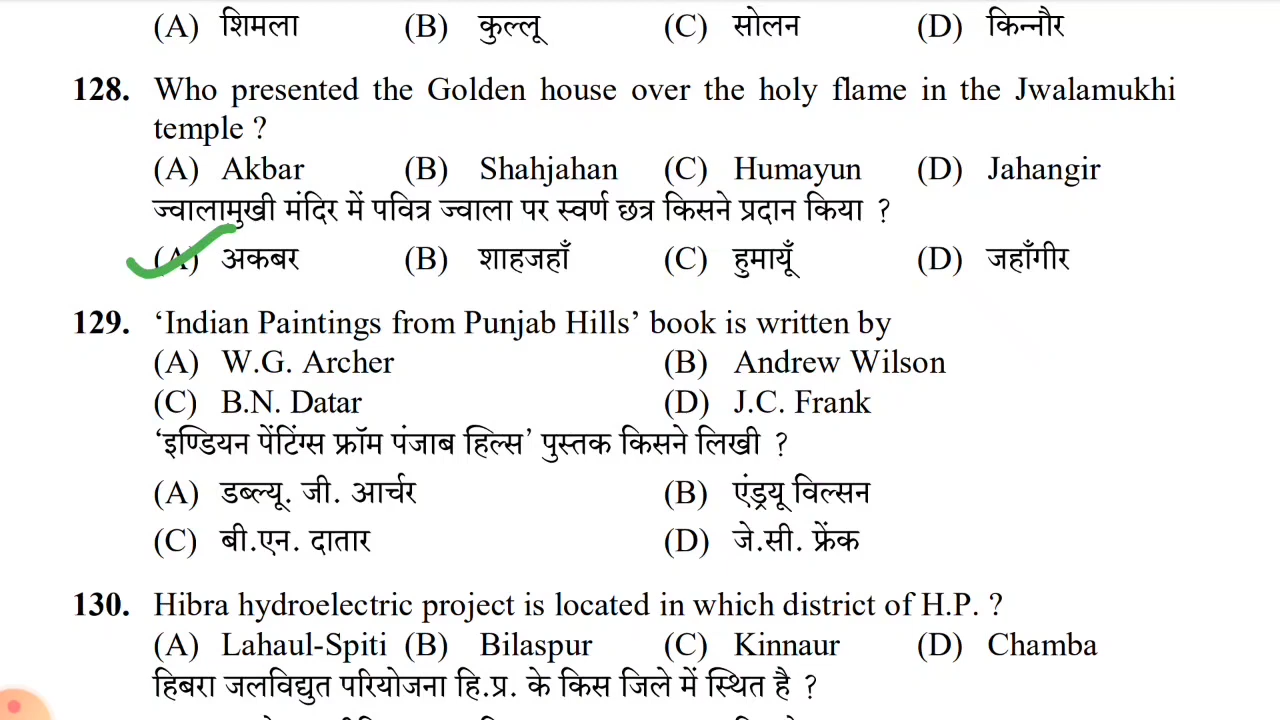 (A) शिमला (B) कुल्लू (C) सोलन (D) किन्नौर
128. Who presented the Golden house over the holy flame in the Jwalamukhi
temple ?
(A) Akbar (B) Shahjahan (C) Humayun (D) Jahangir
ज्वालामुखी मंदिर में पवित्र ज्वाला पर स्वर्ण छत्र किसने प्रदान किया ?
(A) अकबर (B) शाहजहाँ (C) हुमायूँ (D) जहाँगीर
129. ‘Indian Paintings from Punjab Hills’ book is written by
(A) W.G. Archer (B) Andrew Wilson
(C) B.N. Datar (D) J.C. Frank
‘इण्डियन पेंटिंग्स फ्रॉम पंजाब हिल्स’ पुस्तक किसने लिखी ?
(A) डब्ल्यू. जी. आर्चर (B) एंड्रयू विल्सन
(C) बी.एन. दातार (D) जे.सी. फ्रेंक
130. Hibra hydroelectric project is located in which district of H.P. ?
(A) Lahaul-Spiti (B) Bilaspur (C) Kinnaur (D) Chamba
हिबरा जलविद्युत परियोजना हि.प्र. के किस जिले में स्थित है ?